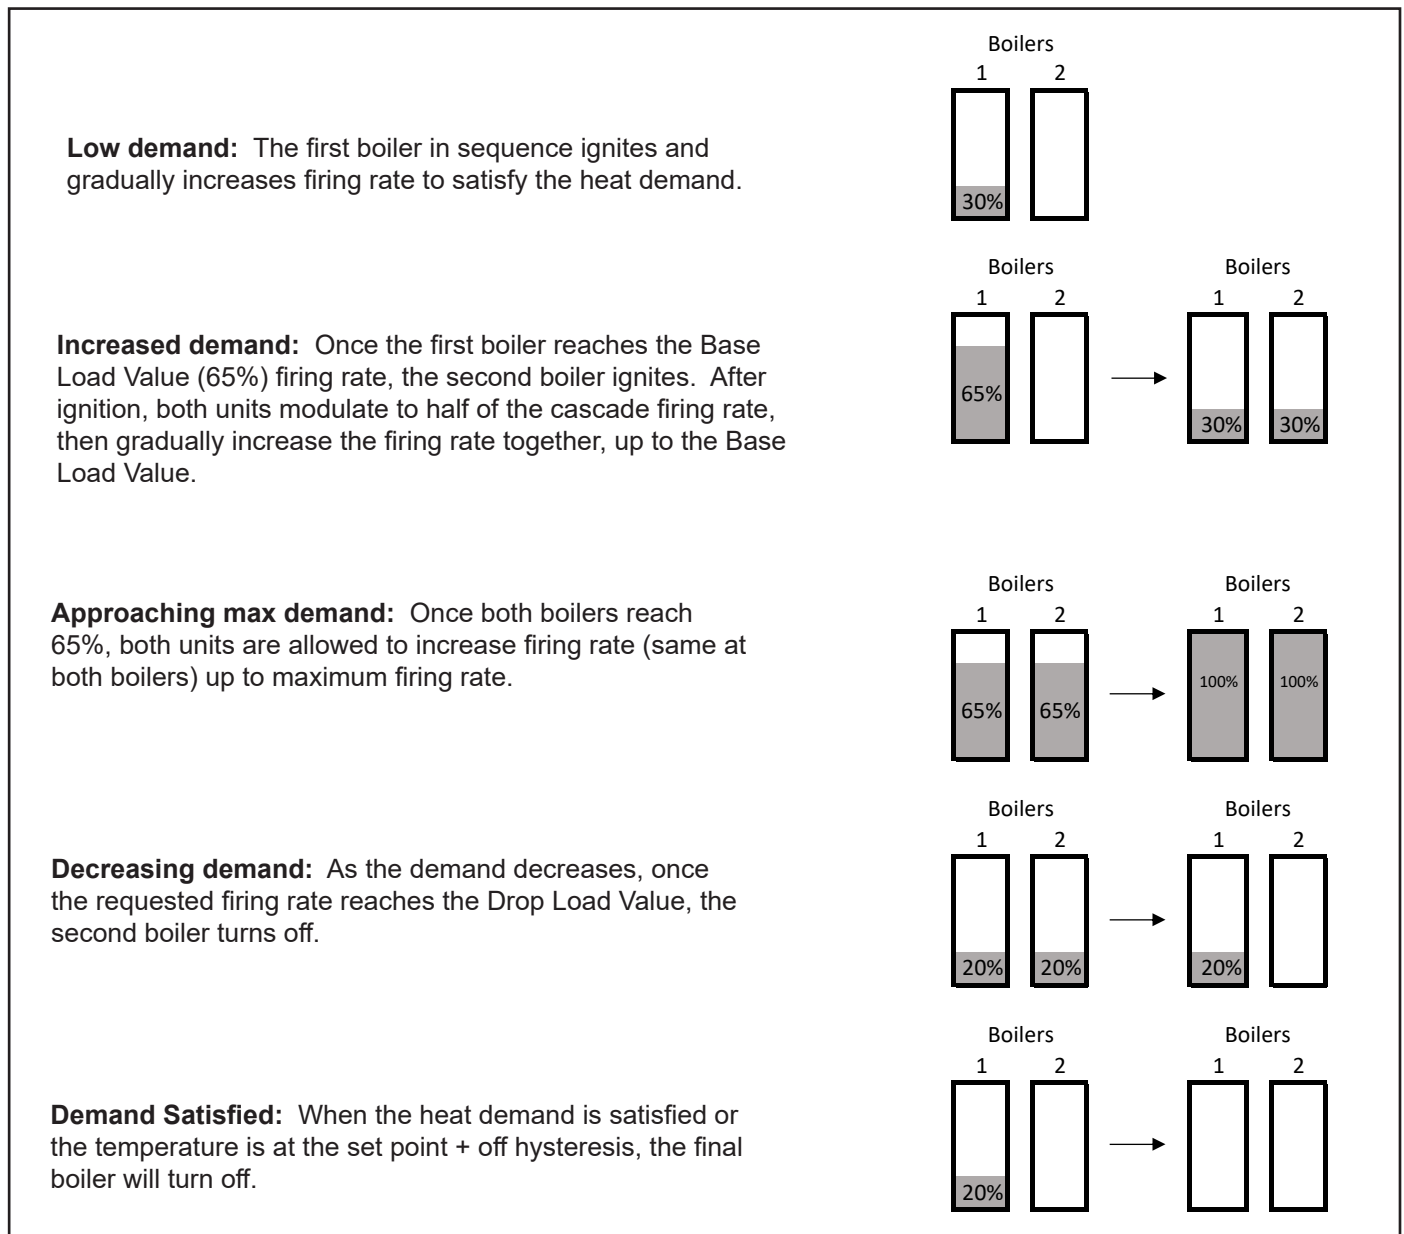 Boilers
1 2
Low demand: The first boiler in sequence ignites and
gradually increases firing rate to satisfy the heat demand.
30%
Boilers Boilers
1 2 1 2
Increased demand: Once the first boiler reaches the Base
Load Value (65%) firing rate, the second boiler ignites. After
ignition, both units modulate to half of the cascade firing rate,
then gradually increase the firing rate together, up to the Base
Load Value.
65% 30% 30%
Boilers Boilers
1 2 1 2
Approaching max demand: Once both boilers reach
65%, both units are allowed to increase firing rate (same at
both boilers) up to maximum firing rate.
65% 65% 100% 100%
Boilers Boilers
1 2 1 2
Decreasing demand: As the demand decreases, once
the requested firing rate reaches the Drop Load Value, the
second boiler turns off.
20% 20% 20%
Boilers Boilers
1 2 1 2
Demand Satisfied: When the heat demand is satisfied or
the temperature is at the set point + off hysteresis, the final
boiler will turn off.
20%